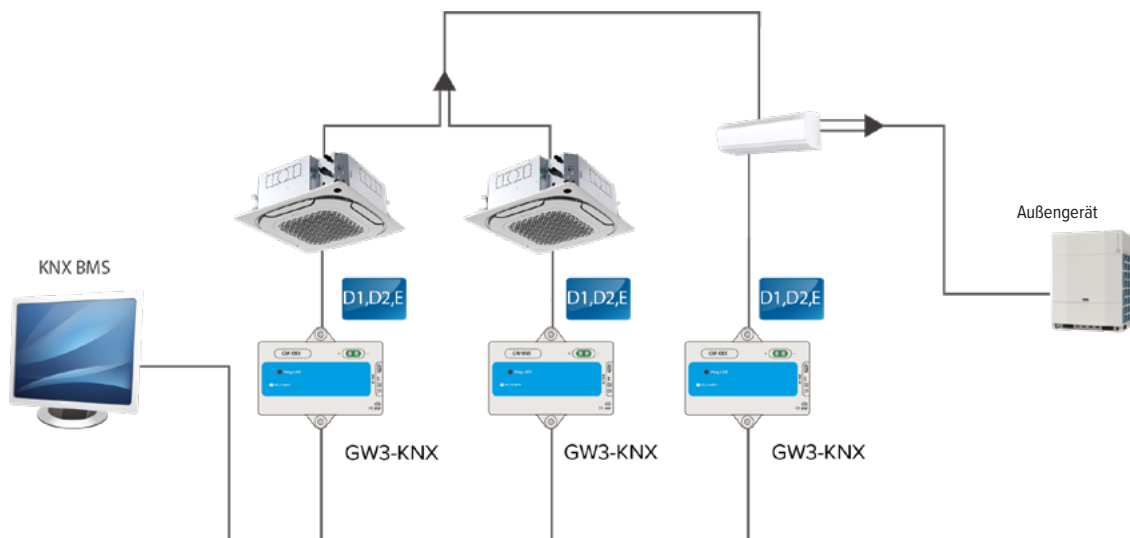 Außengerät
KNX BMS
D1,D2,E
D1,D2,E
D1,D2,E
GW3-KNX
GW3-KNX
GW3-KNX